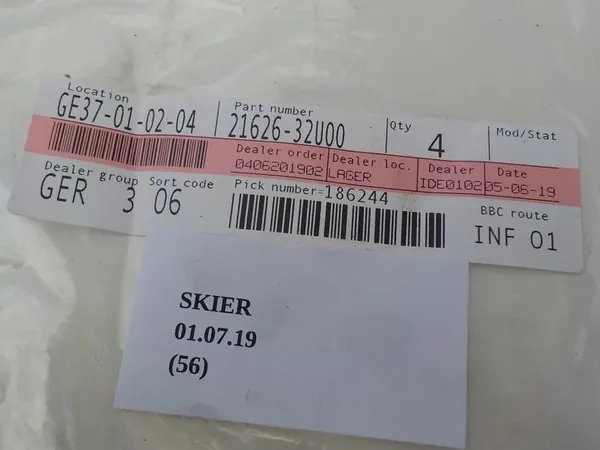 Location Part number Qty Mod/Stat
GE37-01-02-04 21626-32U00 4
Dealer order Dealer loc. Dealer Date
0406201902 LAGER IDE0102 05-06-19
Dealer group Sort code Pick number=186244 BBC route
GER 3 06 INF 01
SKIER
01.07.19
(56)